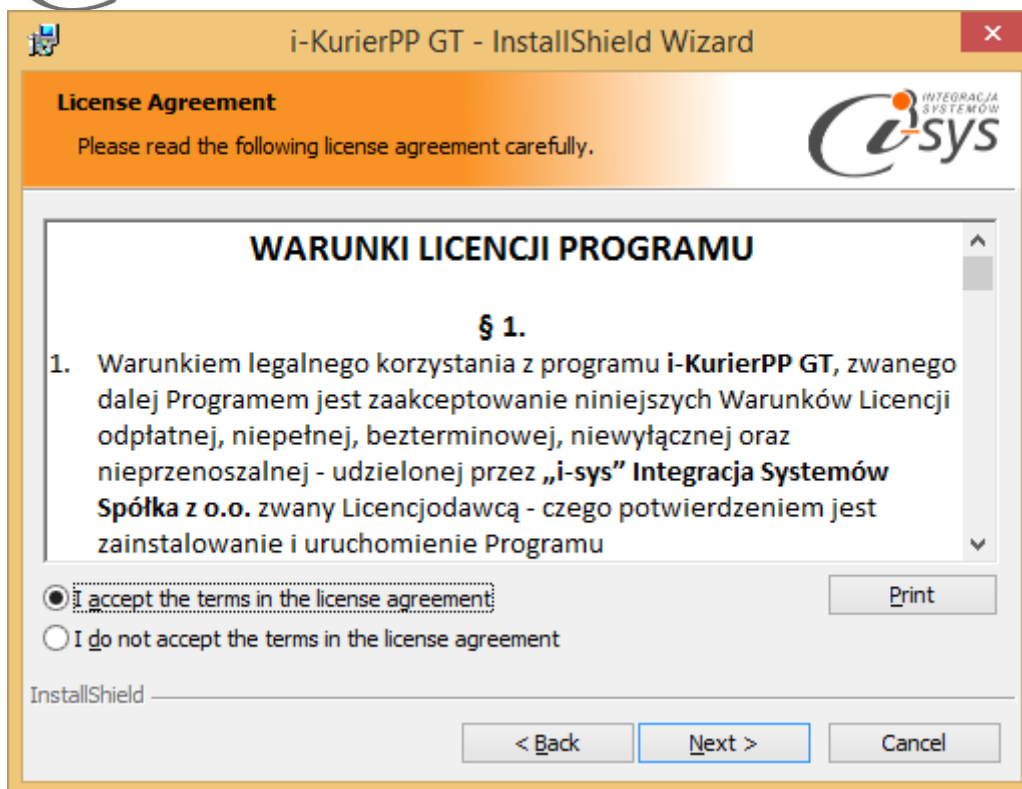 i-KurierPP GT - InstallShield Wizard
License Agreement
Please read the following license agreement carefully.
INTEGRACJA
SYSTEMÓW
i-sys
WARUNKI LICENCJI PROGRAMU
§ 1.
1. Warunkiem legalnego korzystania z programu i-KurierPP GT, zwanego
dalej Programem jest zaakceptowanie niniejszych Warunków Licencji
odpłatnej, niepełnej, bezterminowej, niewyłącznej oraz
nieprzenoszalnej - udzielonej przez „i-sys” Integracja Systemów
Spółka z o.o. zwany Licencjodawcą - czego potwierdzeniem jest
zainstalowanie i uruchomienie Programu
I accept the terms in the license agreement
Print
I do not accept the terms in the license agreement
InstallShield
< Back Next > Cancel